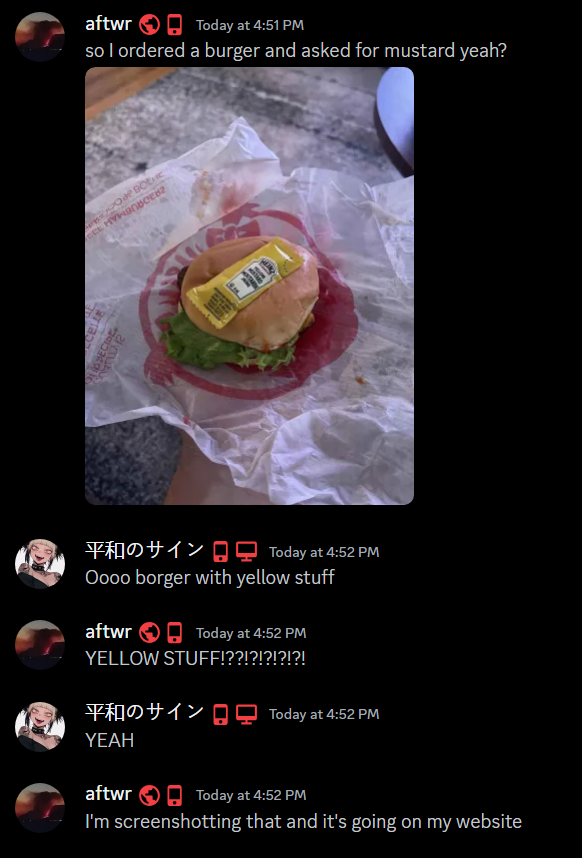 aftwr Today at 4:51 PM
so I ordered a burger and asked for mustard yeah?
平和のサイン Today at 4:52 PM
Oooo borger with yellow stuff
aftwr Today at 4:52 PM
YELLOW STUFF!??!?!?!?!?!
平和のサイン Today at 4:52 PM
YEAH
aftwr Today at 4:52 PM
I'm screenshotting that and it's going on my website